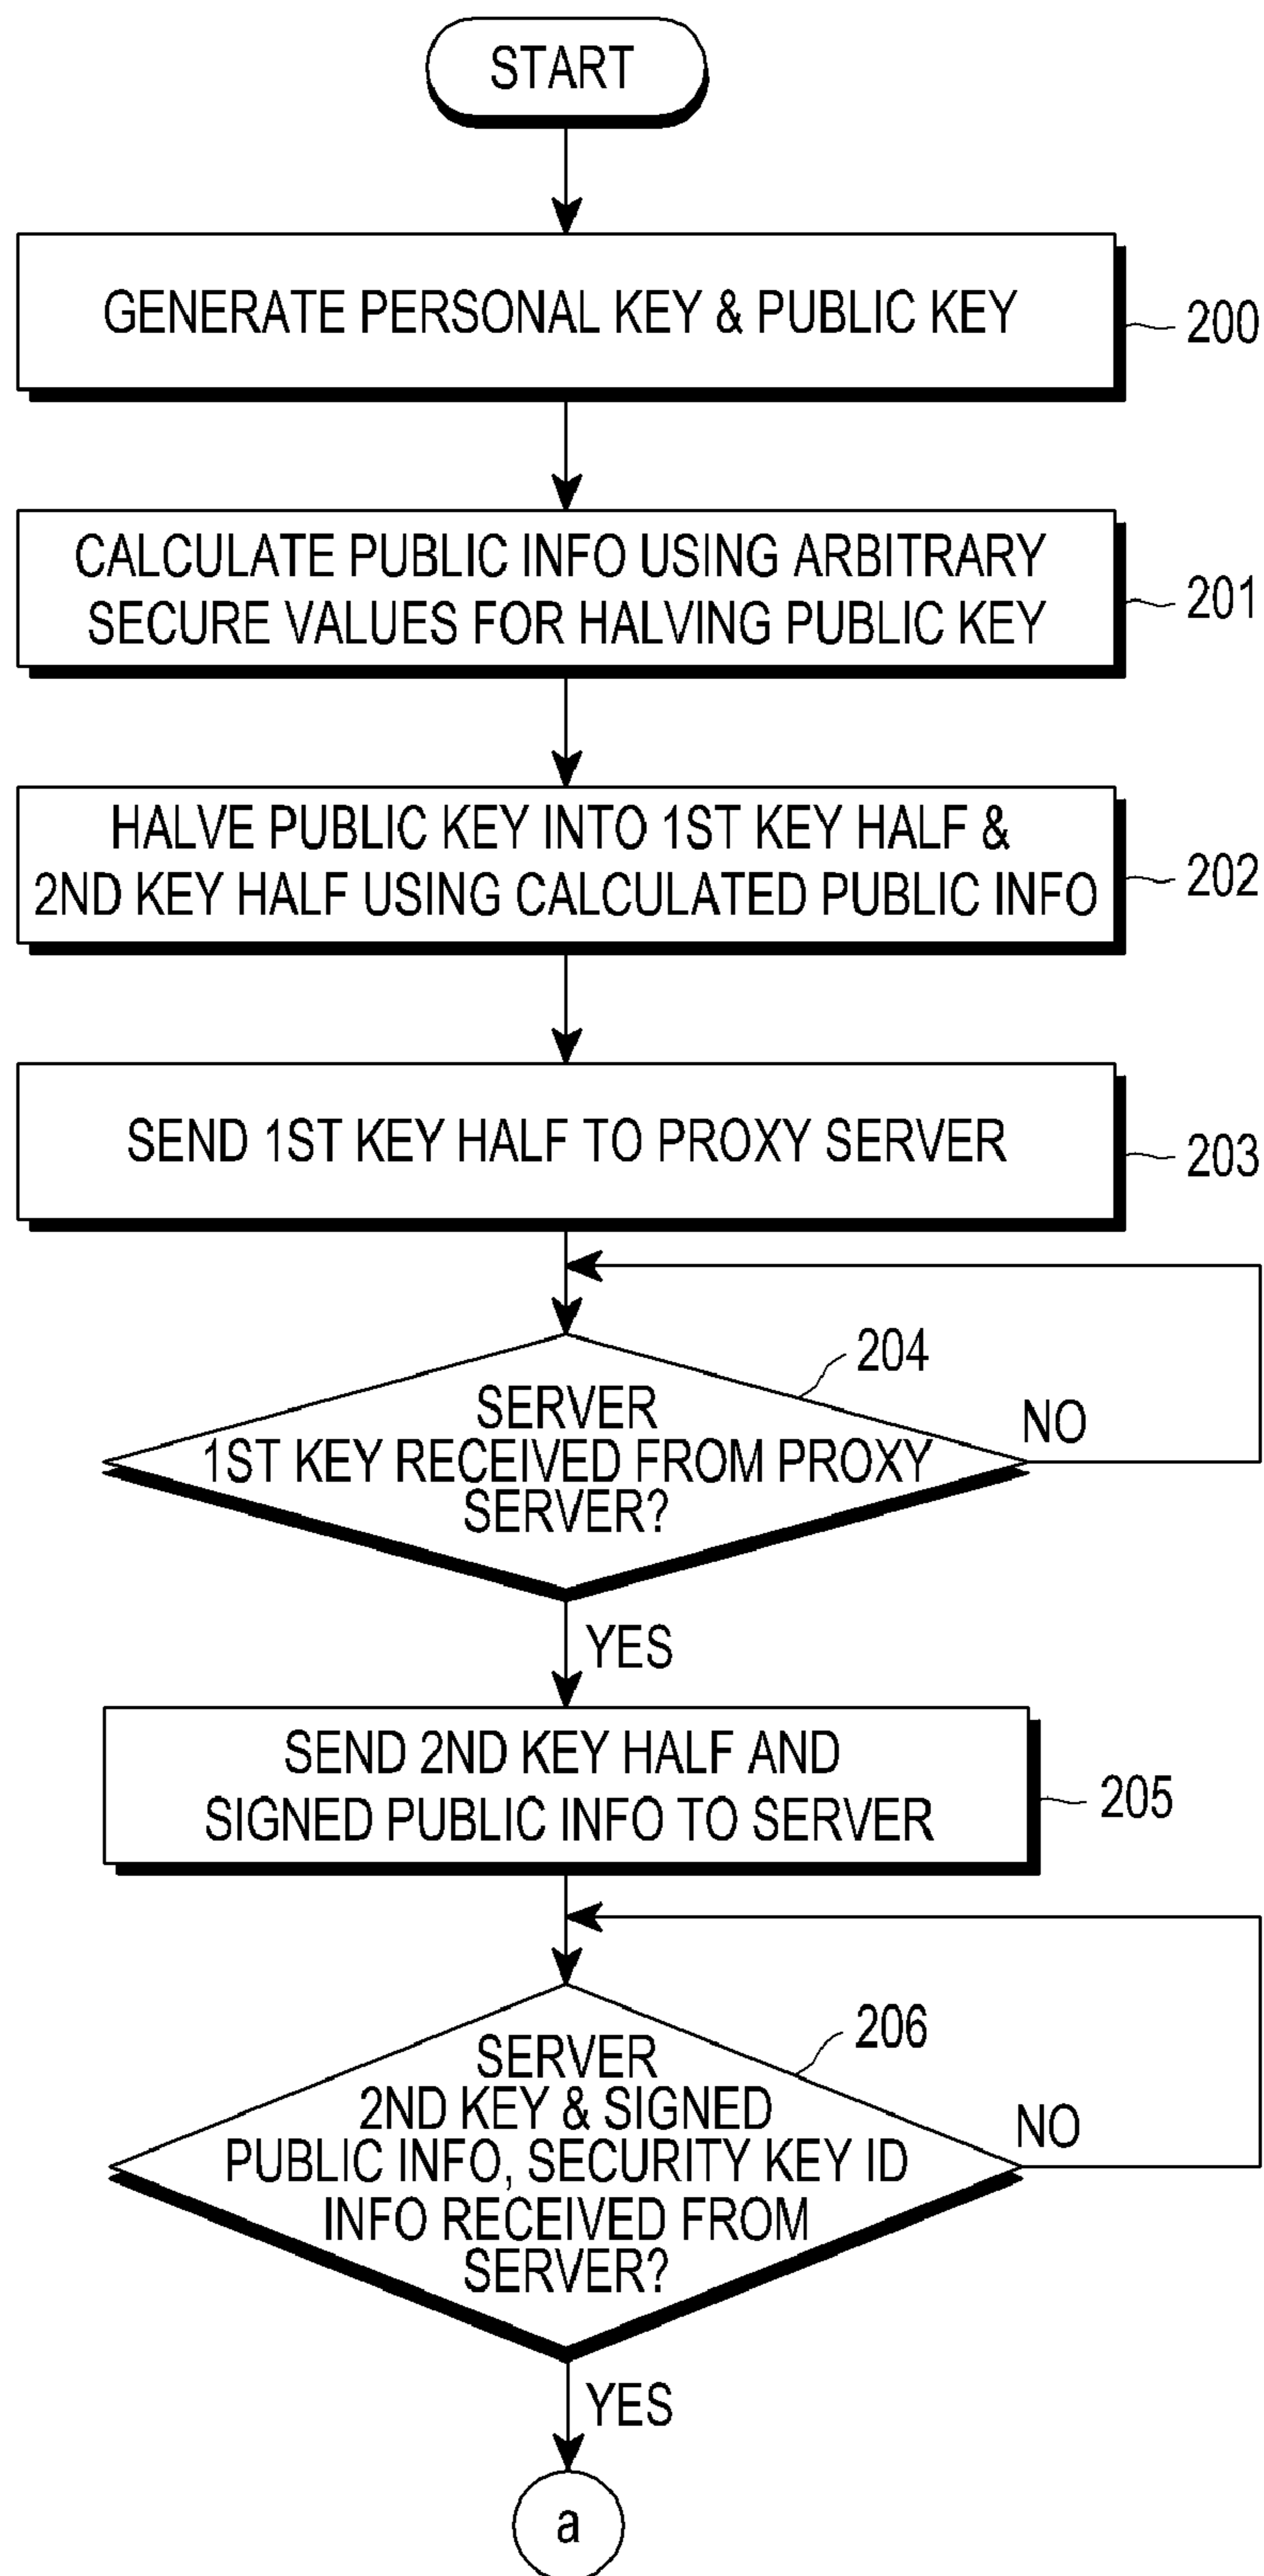 START
GENERATE PERSONAL KEY & PUBLIC KEY
200
CALCULATE PUBLIC INFO USING ARBITRARY
SECURE VALUES FOR HALVING PUBLIC KEY
201
HALVE PUBLIC KEY INTO 1ST KEY HALF &
2ND KEY HALF USING CALCULATED PUBLIC INFO
202
SEND 1ST KEY HALF TO PROXY SERVER
203
204
SERVER
1ST KEY RECEIVED FROM PROXY
SERVER?
NO
YES
SEND 2ND KEY HALF AND
SIGNED PUBLIC INFO TO SERVER
205
206
SERVER
2ND KEY & SIGNED
PUBLIC INFO, SECURITY KEY ID
INFO RECEIVED FROM
SERVER?
NO
YES
a